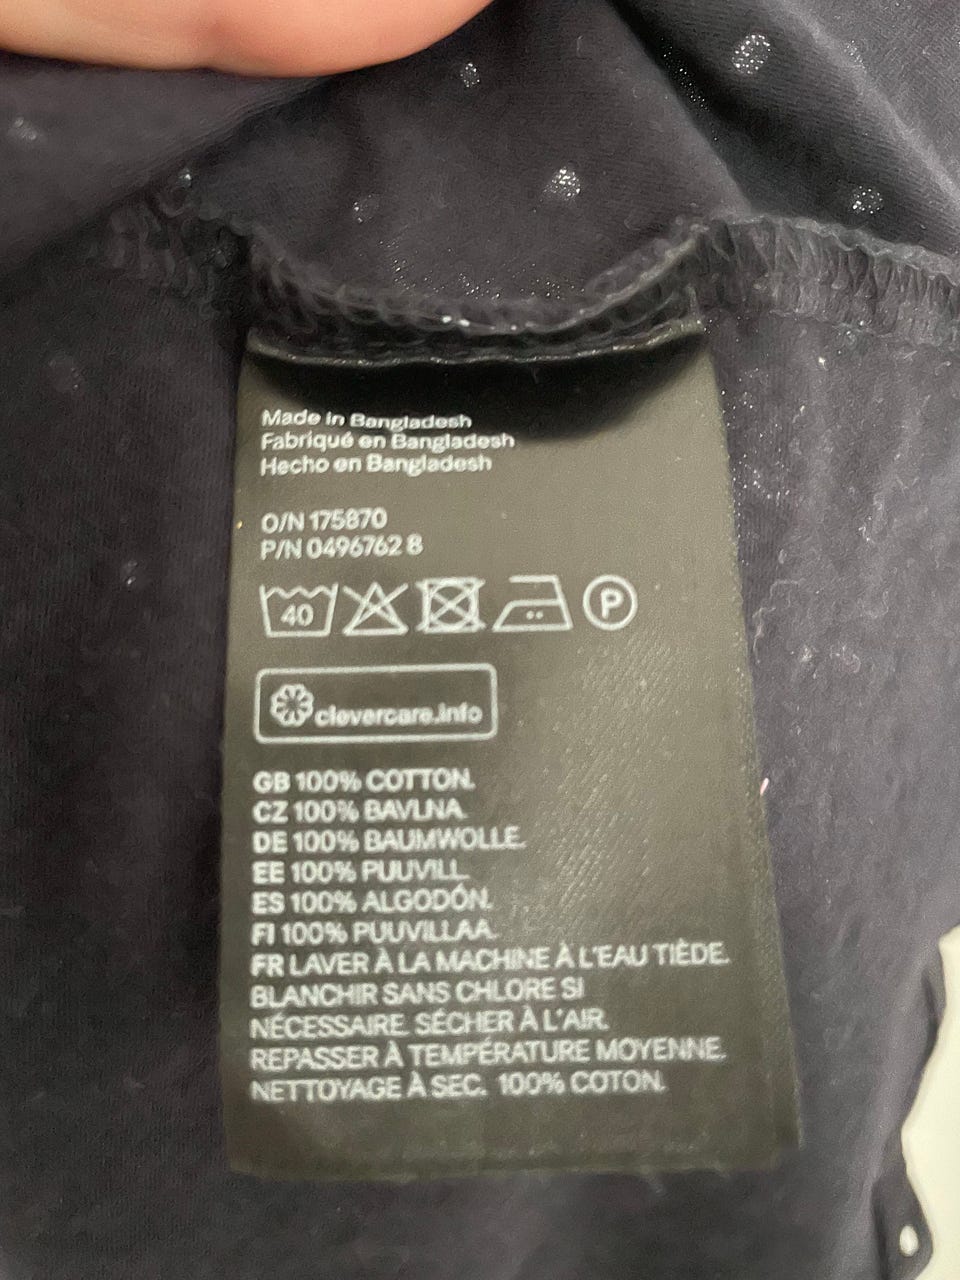 Made in Bangladesh
Fabriqué en Bangladesh
Hecho en Bangladesh
O/N 175870
P/N 0496762 8
40 P
clevercare.info
GB 100% COTTON.
CZ 100% BAVLNA.
DE 100% BAUMWOLLE.
EE 100% PUUVILL.
ES 100% ALGODÓN.
FI 100% PUUVILLAA.
FR LAVER À LA MACHINE À L'EAU TIÈDE.
BLANCHIR SANS CHLORE SI
NÉCESSAIRE. SÉCHER À L'AIR.
REPASSER À TEMPÉRATURE MOYENNE.
NETTOYAGE À SEC. 100% COTON.